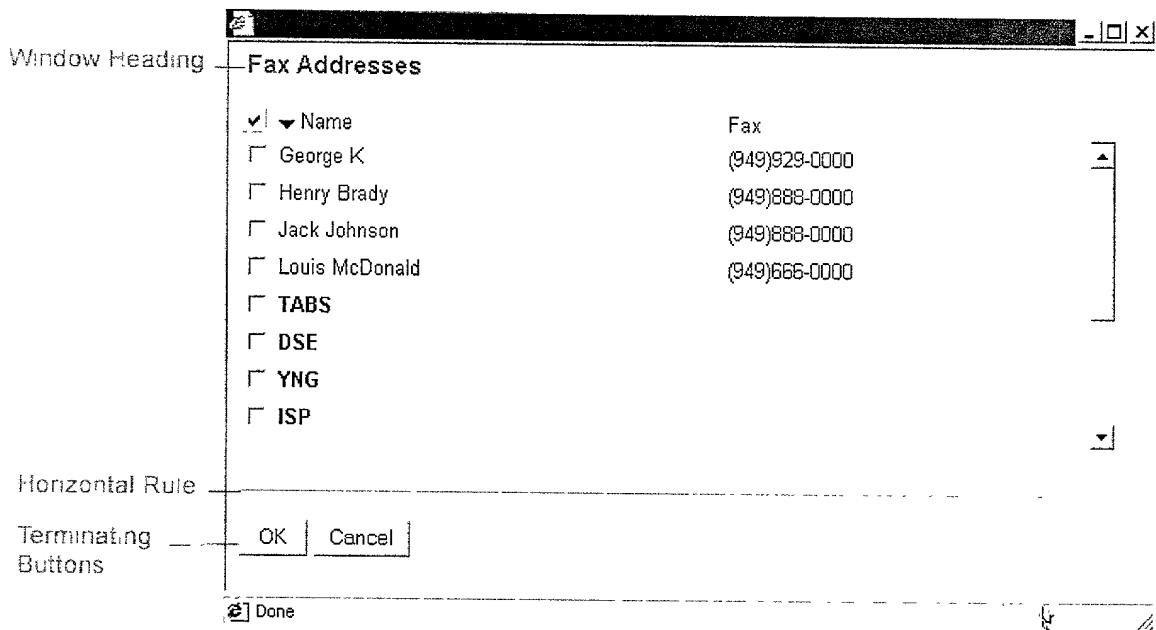 Window Heading
Fax Addresses
Name Fax
George K (949)929-0000
Henry Brady (949)888-0000
Jack Johnson (949)888-0000
Louis McDonald (949)666-0000
TABS
DSE
YNG
ISP
Horizontal Rule
Terminating
Buttons
OK Cancel
Done